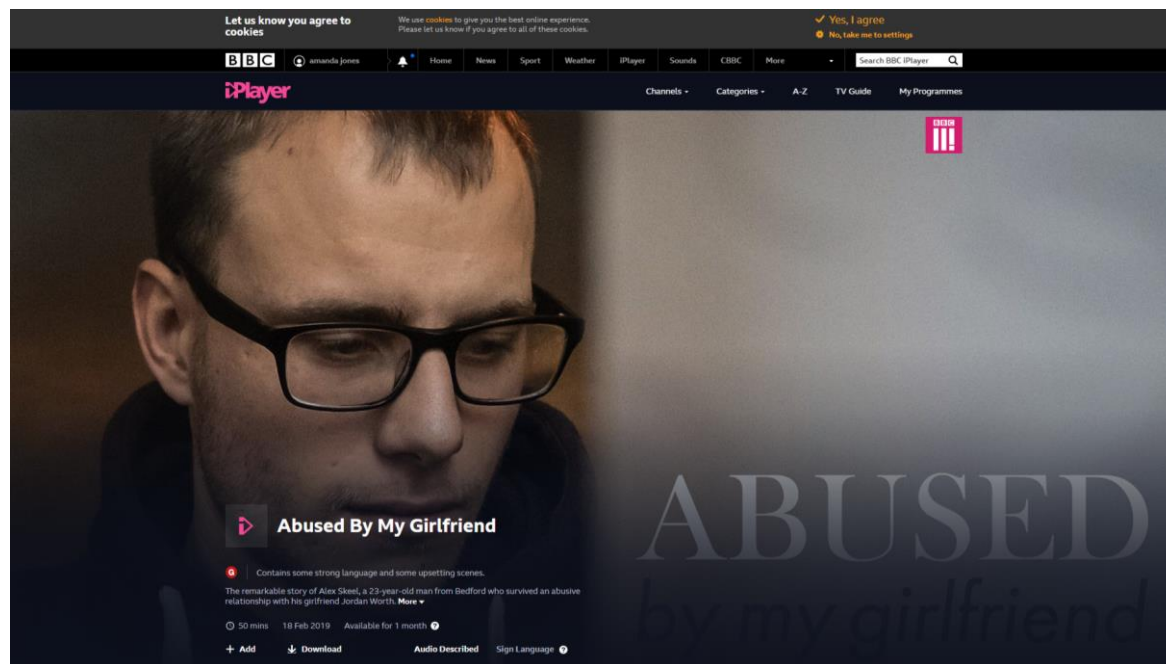 Let us know you agree to
cookies
We use cookies to give you the best online experience.
Please let us know if you agree to all of these cookies.
Yes, I agree
No, take me to settings
BBC amanda jones Home News Sport Weather iPlayer Sounds CBBC More Search BBC iPlayer
iPlayer Channels Categories A-Z TV Guide My Programmes
BBC
ABUSED
by my girlfriend
Abused By My Girlfriend
G Contains some strong language and some upsetting scenes.
The remarkable story of Alex Skeel, a 23-year-old man from Bedford who survived an abusive
relationship with his girlfriend Jordan Worth. More
50 mins 18 Feb 2019 Available for 1 month ?
+ Add Download Audio Described Sign Language ?